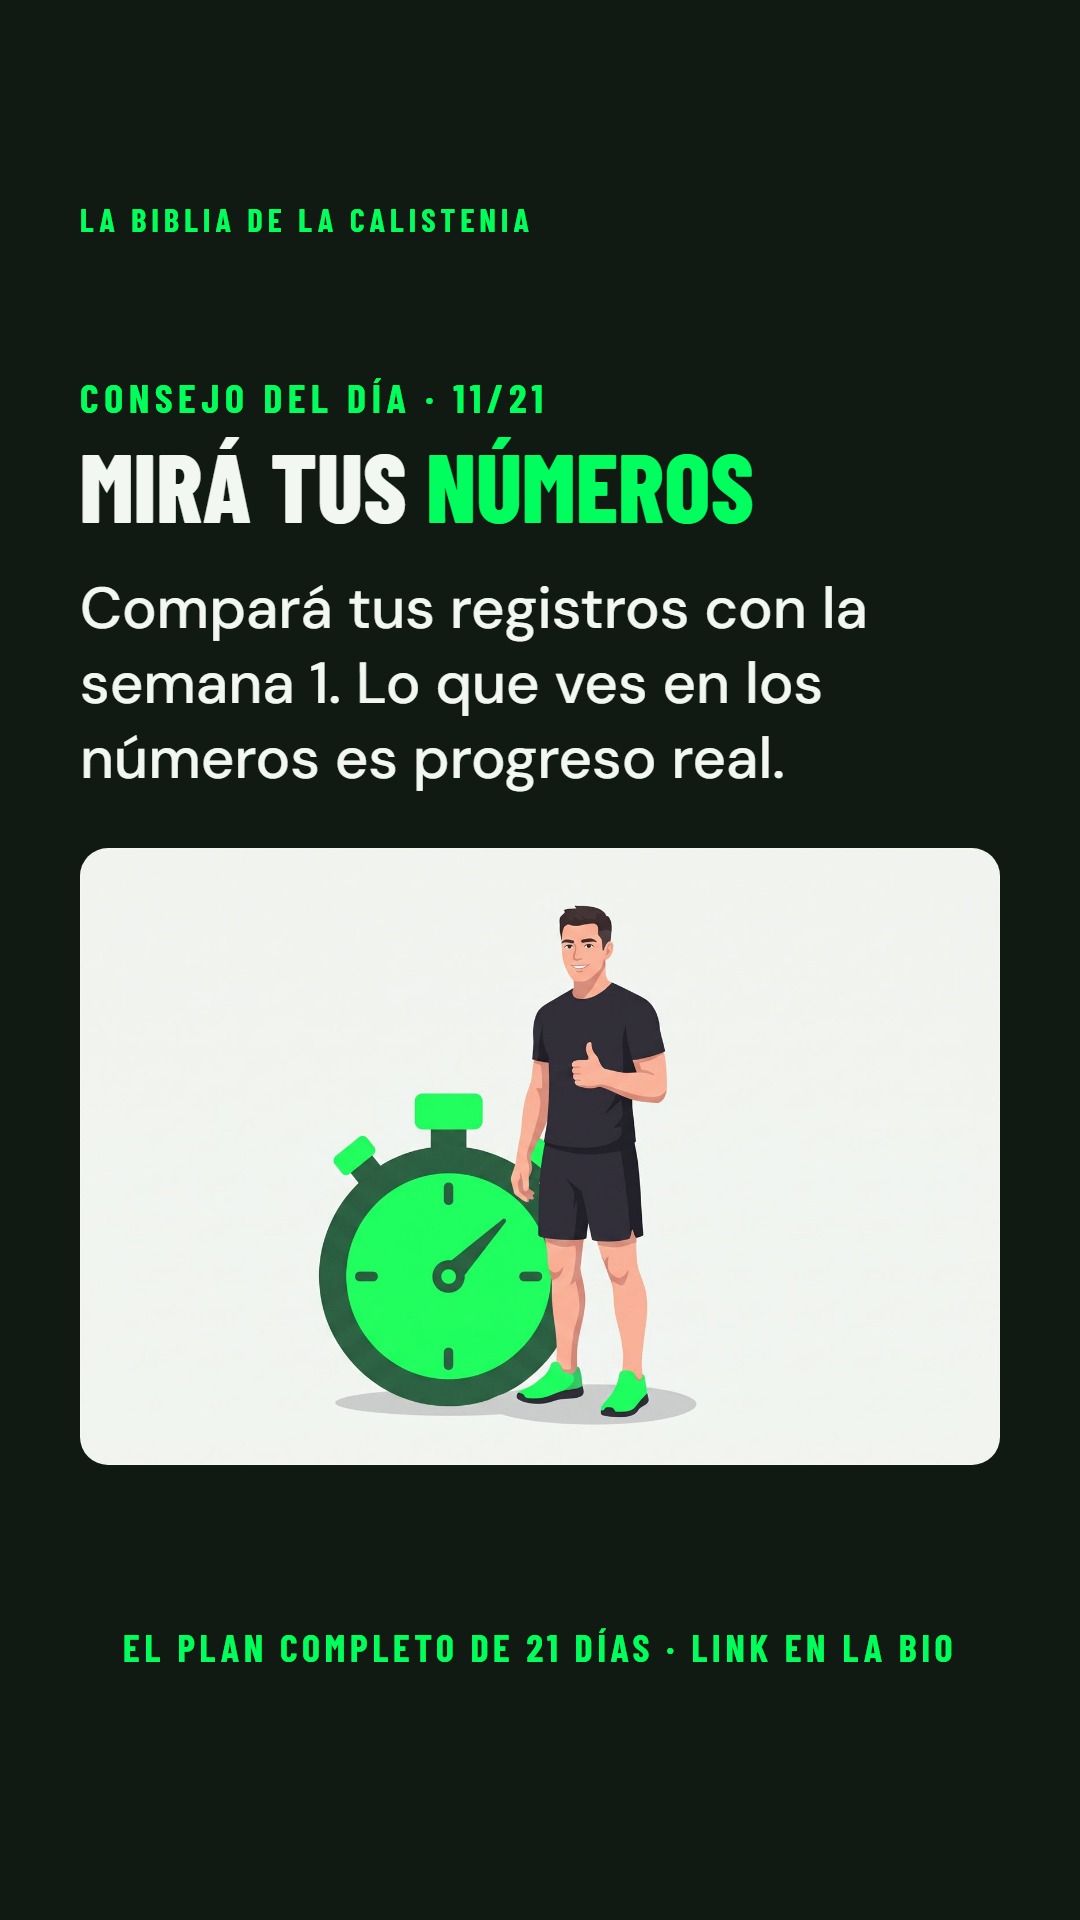 LA BIBLIA DE LA CALISTENIA
CONSEJO DEL DÍA · 11/21
MIRÁ TUS NÚMEROS
Compará tus registros con la
semana 1. Lo que ves en los
números es progreso real.
EL PLAN COMPLETO DE 21 DÍAS · LINK EN LA BIO